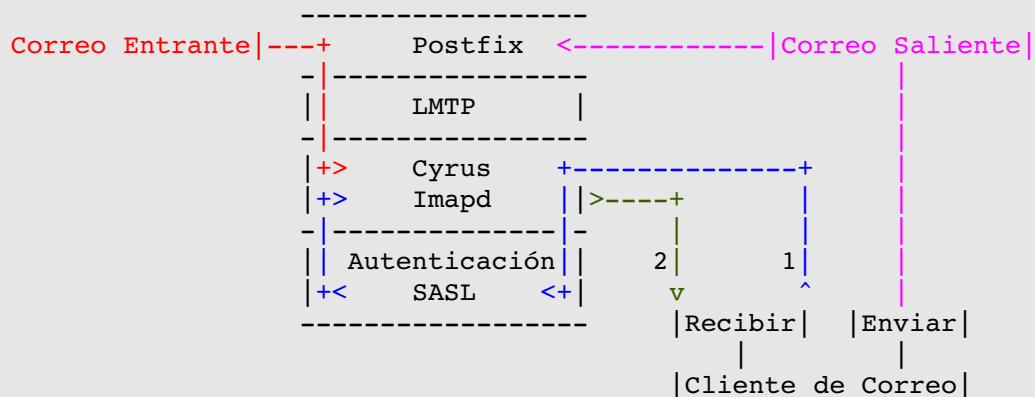 ------------------
Correo Entrante|---+     Postfix  <------------|Correo Saliente|
-|----------------                    |
||     LMTP      |                    |
-|----------------                    |
|+>    Cyrus   +--------------+     |
|+>    Imapd   ||>----+       |     |
-|--------------|-    |       |     |
|| Autenticación||   2|      1|     |
|+<    SASL   <+|     v       ^     |
------------------      |Recibir|  |Enviar|
|         |
|Cliente de Correo|